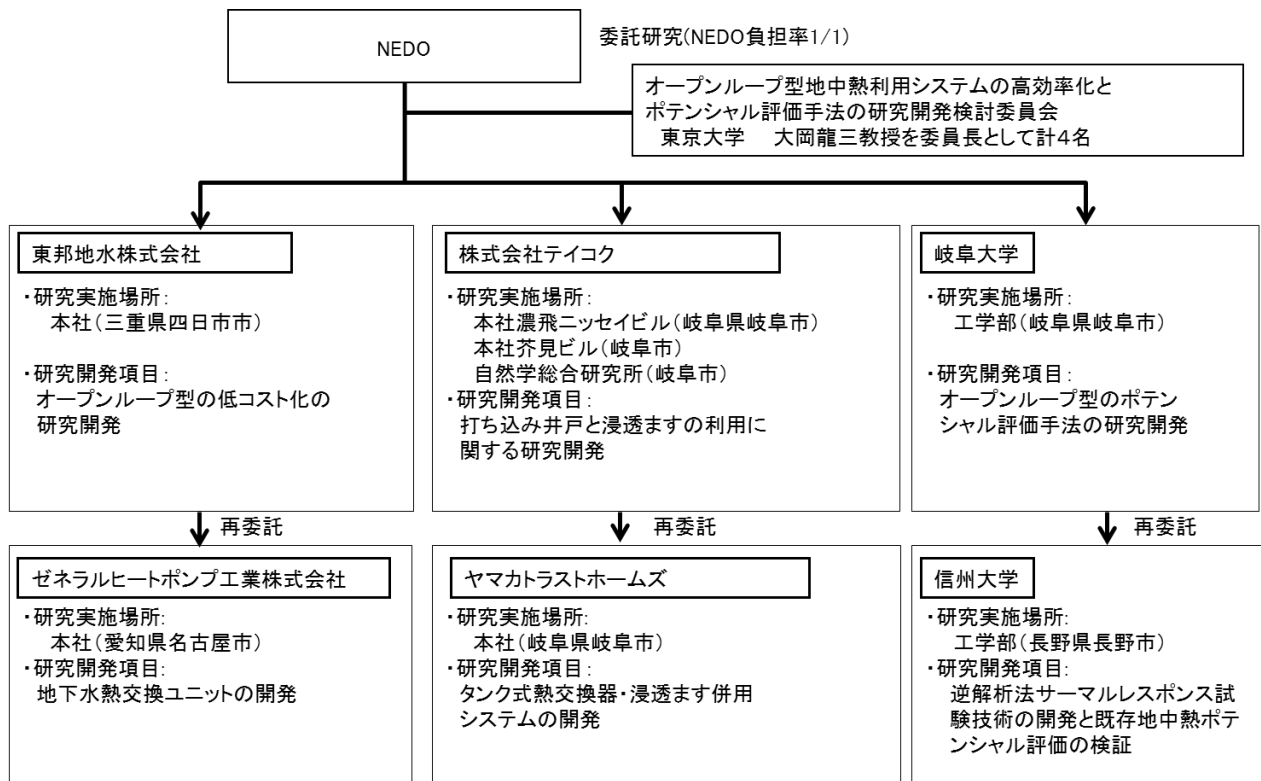 NEDO
委託研究(NEDO負担率1/1)
オープンループ型地中熱利用システムの高効率化と
ポテンシャル評価手法の研究開発検討委員会
東京大学　大岡龍三教授を委員長として計4名
東邦地水株式会社
・研究実施場所:
本社(三重県四日市市)
・研究開発項目:
オープンループ型の低コスト化の
研究開発
株式会社テイコク
・研究実施場所:
本社濃飛ニッセイビル(岐阜県岐阜市)
本社芥見ビル(岐阜市)
自然学総合研究所(岐阜市)
・研究開発項目:
打ち込み井戸と浸透ますの利用に
関する研究開発
岐阜大学
・研究実施場所:
工学部(岐阜県岐阜市)
・研究開発項目:
オープンループ型のポテン
シャル評価手法の研究開発
再委託
再委託
再委託
ゼネラルヒートポンプ工業株式会社
・研究実施場所:
本社(愛知県名古屋市)
・研究開発項目:
地下水熱交換ユニットの開発
ヤマカトラストホームズ
・研究実施場所:
本社(岐阜県岐阜市)
・研究開発項目:
タンク式熱交換器・浸透ます併用
システムの開発
信州大学
・研究実施場所:
工学部(長野県長野市)
・研究開発項目:
逆解析法サーマルレスポンス試
験技術の開発と既存地中熱ポテ
ンシャル評価の検証